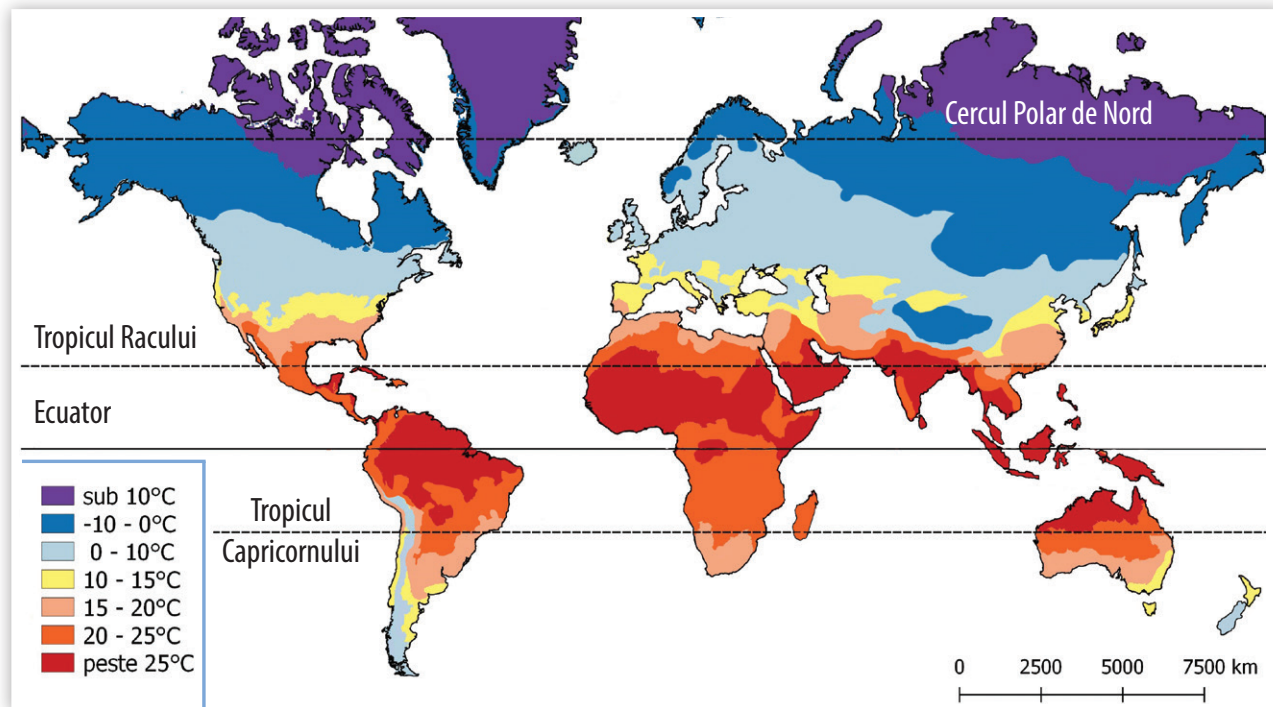 Cercul Polar de Nord
Tropicul Racului
Ecuator
Tropicul
Capricornului
sub 10°C
-10 - 0°C
0 - 10°C
10 - 15°C
15 - 20°C
20 - 25°C
peste 25°C
0 2500 5000 7500 km